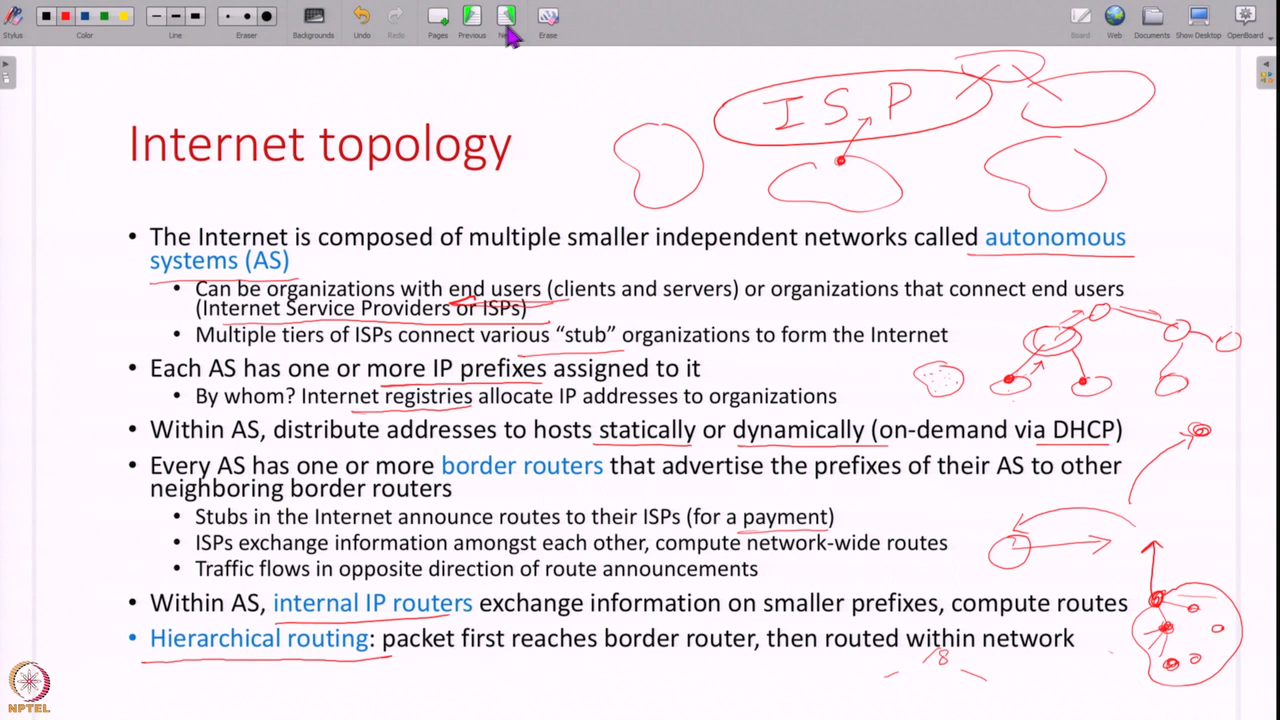 Stylus
Color
Line
Eraser
Backgrounds
Undo
Redo
Pages
Previous
Erase
Board
Web
Documents
Show Desktop
OpenBoard
I S P
Internet topology
• The Internet is composed of multiple smaller independent networks called autonomous
systems (AS)
• Can be organizations with end users (clients and servers) or organizations that connect end users
(Internet Service Providers or ISPs)
• Multiple tiers of ISPs connect various “stub” organizations to form the Internet
• Each AS has one or more IP prefixes assigned to it
• By whom? Internet registries allocate IP addresses to organizations
• Within AS, distribute addresses to hosts statically or dynamically (on-demand via DHCP)
• Every AS has one or more border routers that advertise the prefixes of their AS to other
neighboring border routers
• Stubs in the Internet announce routes to their ISPs (for a payment)
• ISPs exchange information amongst each other, compute network-wide routes
• Traffic flows in opposite direction of route announcements
• Within AS, internal IP routers exchange information on smaller prefixes, compute routes
• Hierarchical routing: packet first reaches border router, then routed within network
/8
NPTEL